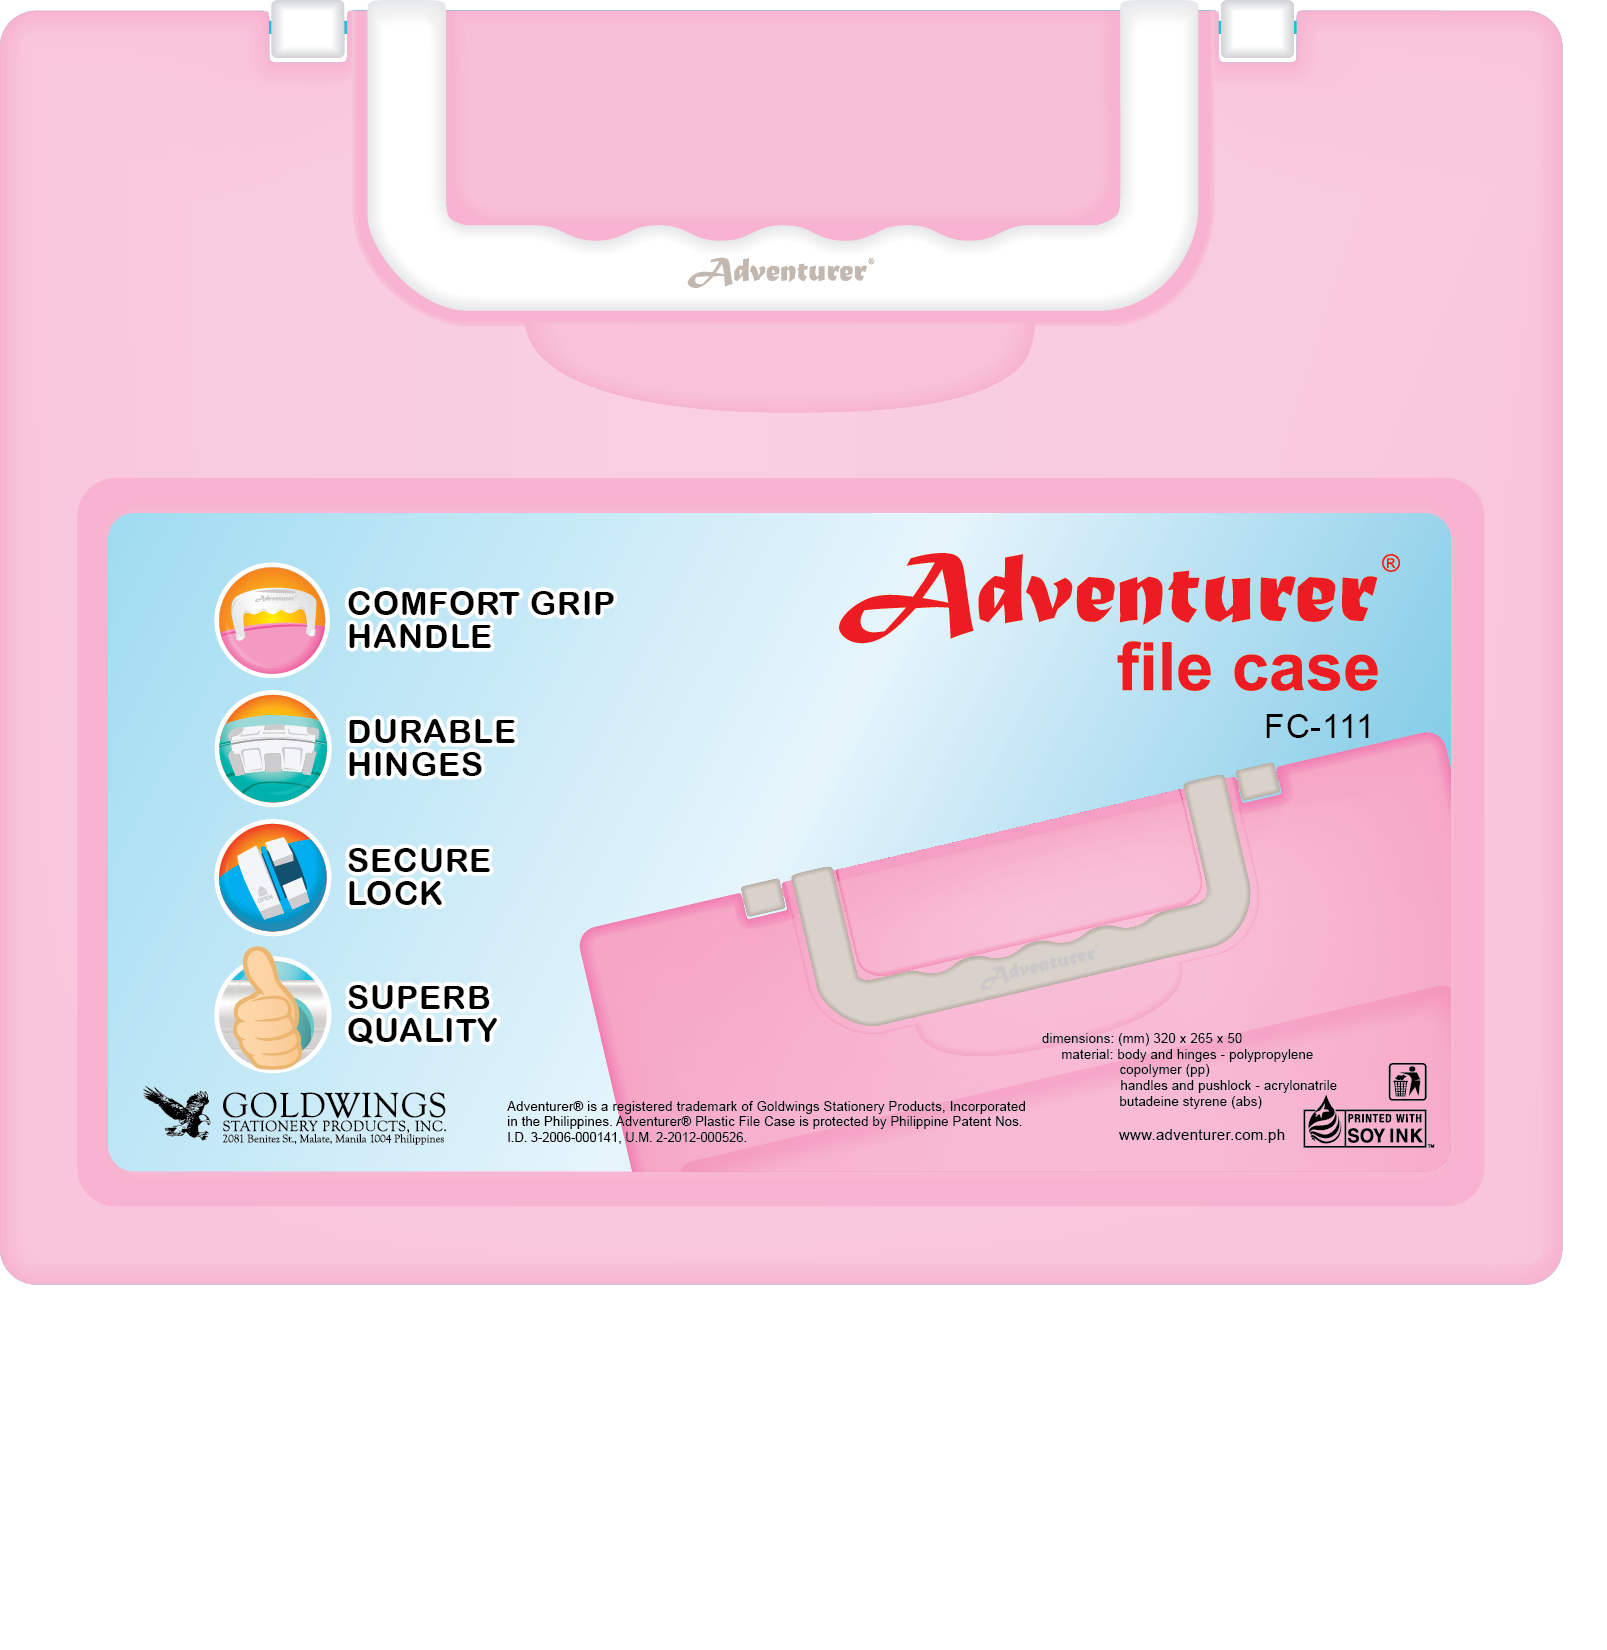 Adventurer®
Adventurer®
file case
FC-111
Adventurer
COMFORT GRIP
HANDLE
DURABLE
HINGES
OPEN
SECURE
LOCK
SUPERB
QUALITY
Adventurer
dimensions: (mm) 320 x 265 x 50
material: body and hinges - polypropylene
copolymer (pp)
handles and pushlock - acrylonatrile
butadeine styrene (abs)
www.adventurer.com.ph
PRINTED WITH
SOY INK™
GOLDWINGS
STATIONERY PRODUCTS, INC.
2081 Benitez St., Malate, Manila 1004 Philippines
Adventurer® is a registered trademark of Goldwings Stationery Products, Incorporated
in the Philippines. Adventurer® Plastic File Case is protected by Philippine Patent Nos.
I.D. 3-2006-000141, U.M. 2-2012-000526.